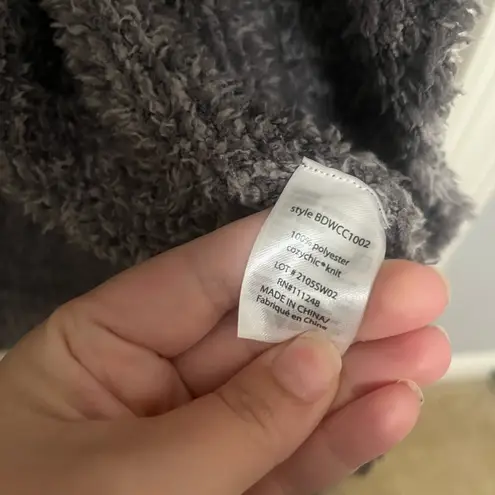 style BDWCC1002
100% polyester
cozychic® knit
LOT # 2105SW02
RN#111248
MADE IN CHINA/
Fabriqué en Chine